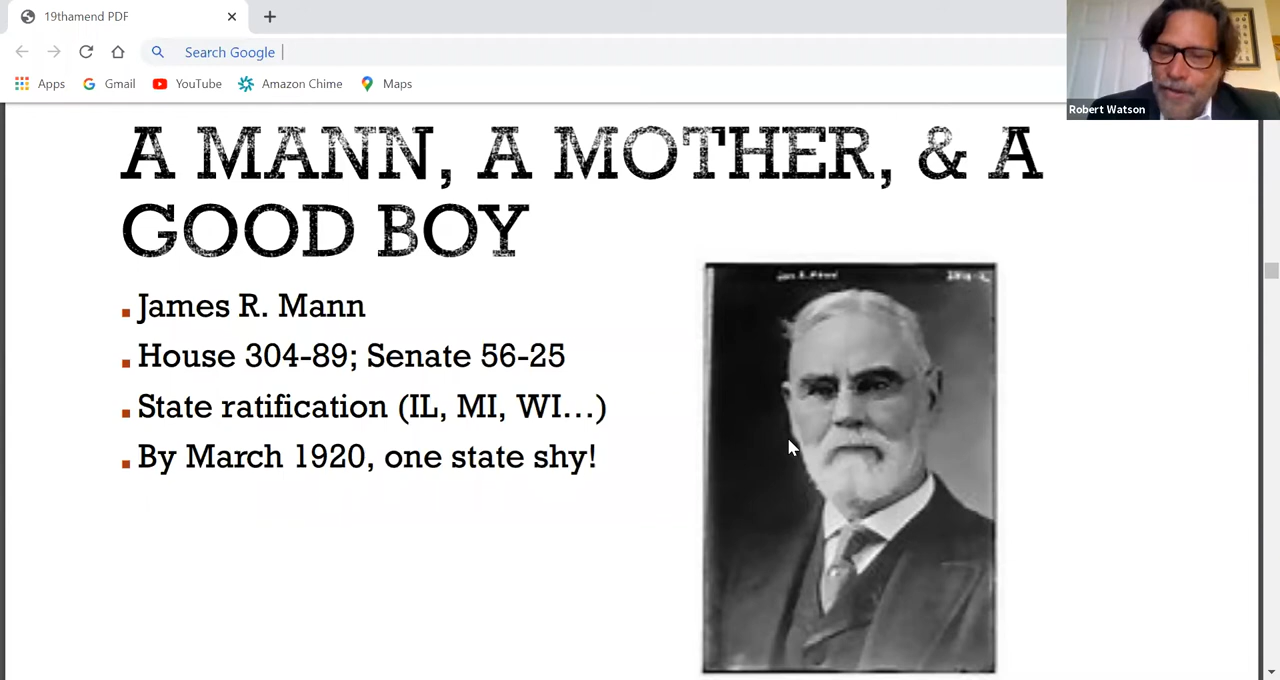 19thamend PDF
Search Google
Apps Gmail YouTube Amazon Chime Maps
Robert Watson
A MANN, A MOTHER, & A
GOOD BOY
James R. Mann
House 304-89; Senate 56-25
State ratification (IL, MI, WI...)
By March 1920, one state shy!